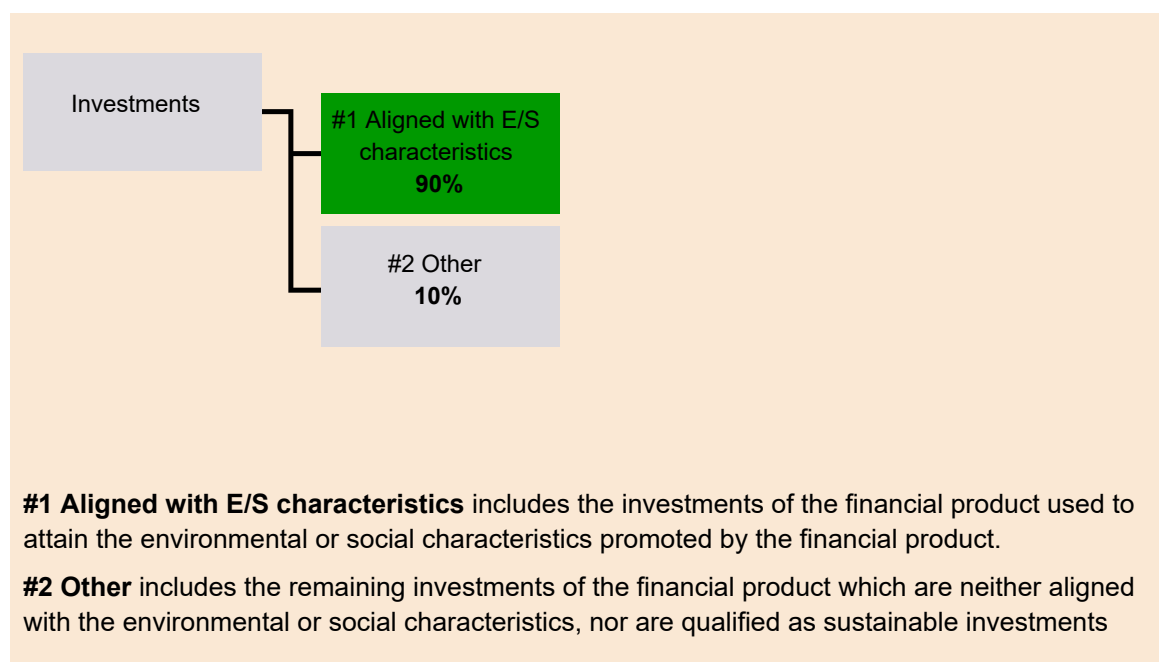 Investments
#1 Aligned with E/S
characteristics
90%
#2 Other
10%
#1 Aligned with E/S characteristics includes the investments of the financial product used to
attain the environmental or social characteristics promoted by the financial product.
#2 Other includes the remaining investments of the financial product which are neither aligned
with the environmental or social characteristics, nor are qualified as sustainable investments